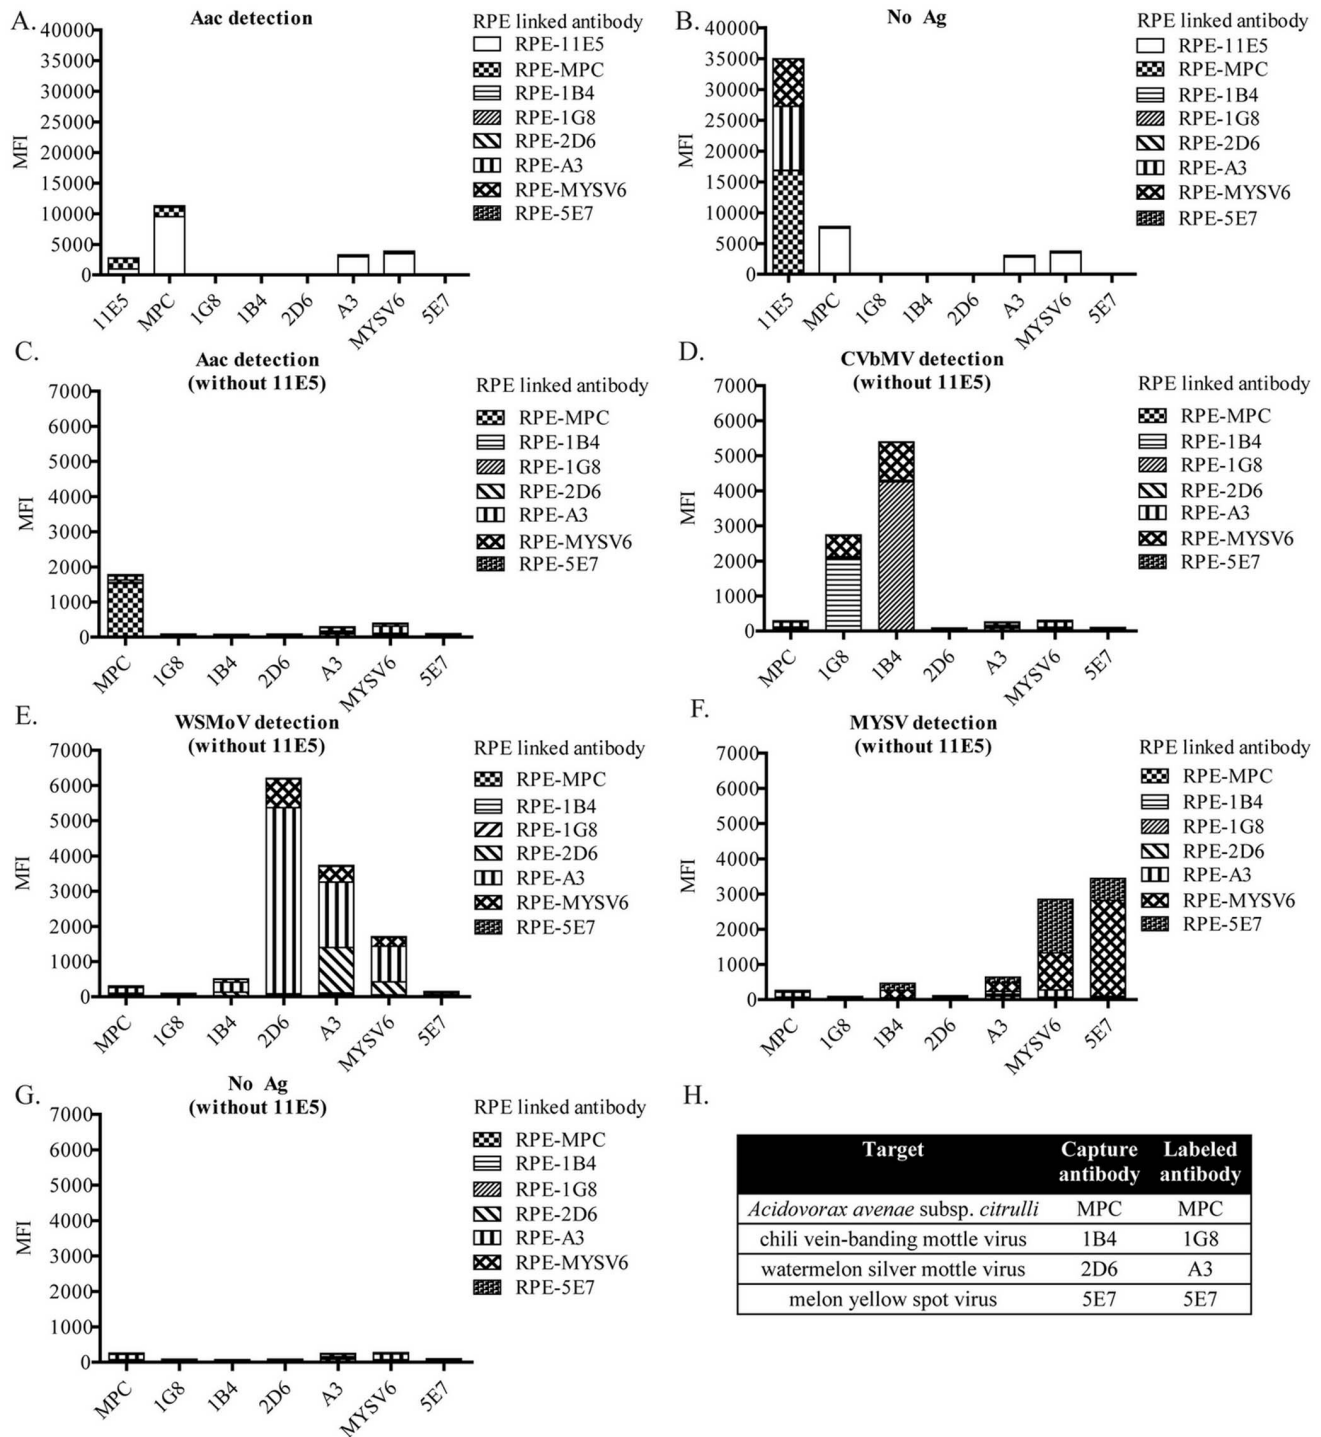 A.
Aac detection
RPE linked antibody
RPE-11E5
RPE-MPC
RPE-1B4
RPE-1G8
RPE-2D6
RPE-A3
RPE-MYSV6
RPE-5E7
MFI
40000
35000
30000
25000
20000
15000
10000
5000
0
11E5
MPC
1G8
1B4
2D6
A3
MYSV6
5E7
B.
No Ag
RPE linked antibody
RPE-11E5
RPE-MPC
RPE-1B4
RPE-1G8
RPE-2D6
RPE-A3
RPE-MYSV6
RPE-5E7
MFI
40000
35000
30000
25000
20000
15000
10000
5000
0
11E5
MPC
1G8
1B4
2D6
A3
MYSV6
5E7
C.
Aac detection
(without 11E5)
RPE linked antibody
RPE-MPC
RPE-1B4
RPE-1G8
RPE-2D6
RPE-A3
RPE-MYSV6
RPE-5E7
MFI
7000
6000
5000
4000
3000
2000
1000
0
MPC
1G8
1B4
2D6
A3
MYSV6
5E7
D.
CVbMV detection
(without 11E5)
RPE linked antibody
RPE-MPC
RPE-1B4
RPE-1G8
RPE-2D6
RPE-A3
RPE-MYSV6
RPE-5E7
MFI
7000
6000
5000
4000
3000
2000
1000
0
MPC
1G8
1B4
2D6
A3
MYSV6
5E7
E.
WSMoV detection
(without 11E5)
RPE linked antibody
RPE-MPC
RPE-1B4
RPE-1G8
RPE-2D6
RPE-A3
RPE-MYSV6
RPE-5E7
MFI
7000
6000
5000
4000
3000
2000
1000
0
MPC
1G8
1B4
2D6
A3
MYSV6
5E7
F.
MYSV detection
(without 11E5)
RPE linked antibody
RPE-MPC
RPE-1B4
RPE-1G8
RPE-2D6
RPE-A3
RPE-MYSV6
RPE-5E7
MFI
7000
6000
5000
4000
3000
2000
1000
0
MPC
1G8
1B4
2D6
A3
MYSV6
5E7
G.
No Ag
(without 11E5)
RPE linked antibody
RPE-MPC
RPE-1B4
RPE-1G8
RPE-2D6
RPE-A3
RPE-MYSV6
RPE-5E7
MFI
7000
6000
5000
4000
3000
2000
1000
0
MPC
1G8
1B4
2D6
A3
MYSV6
5E7
H.
Target Capture antibody Labeled antibody
Acidovorax avenae subsp. citrulli MPC MPC
chili vein-banding mottle virus 1B4 1G8
watermelon silver mottle virus 2D6 A3
melon yellow spot virus 5E7 5E7